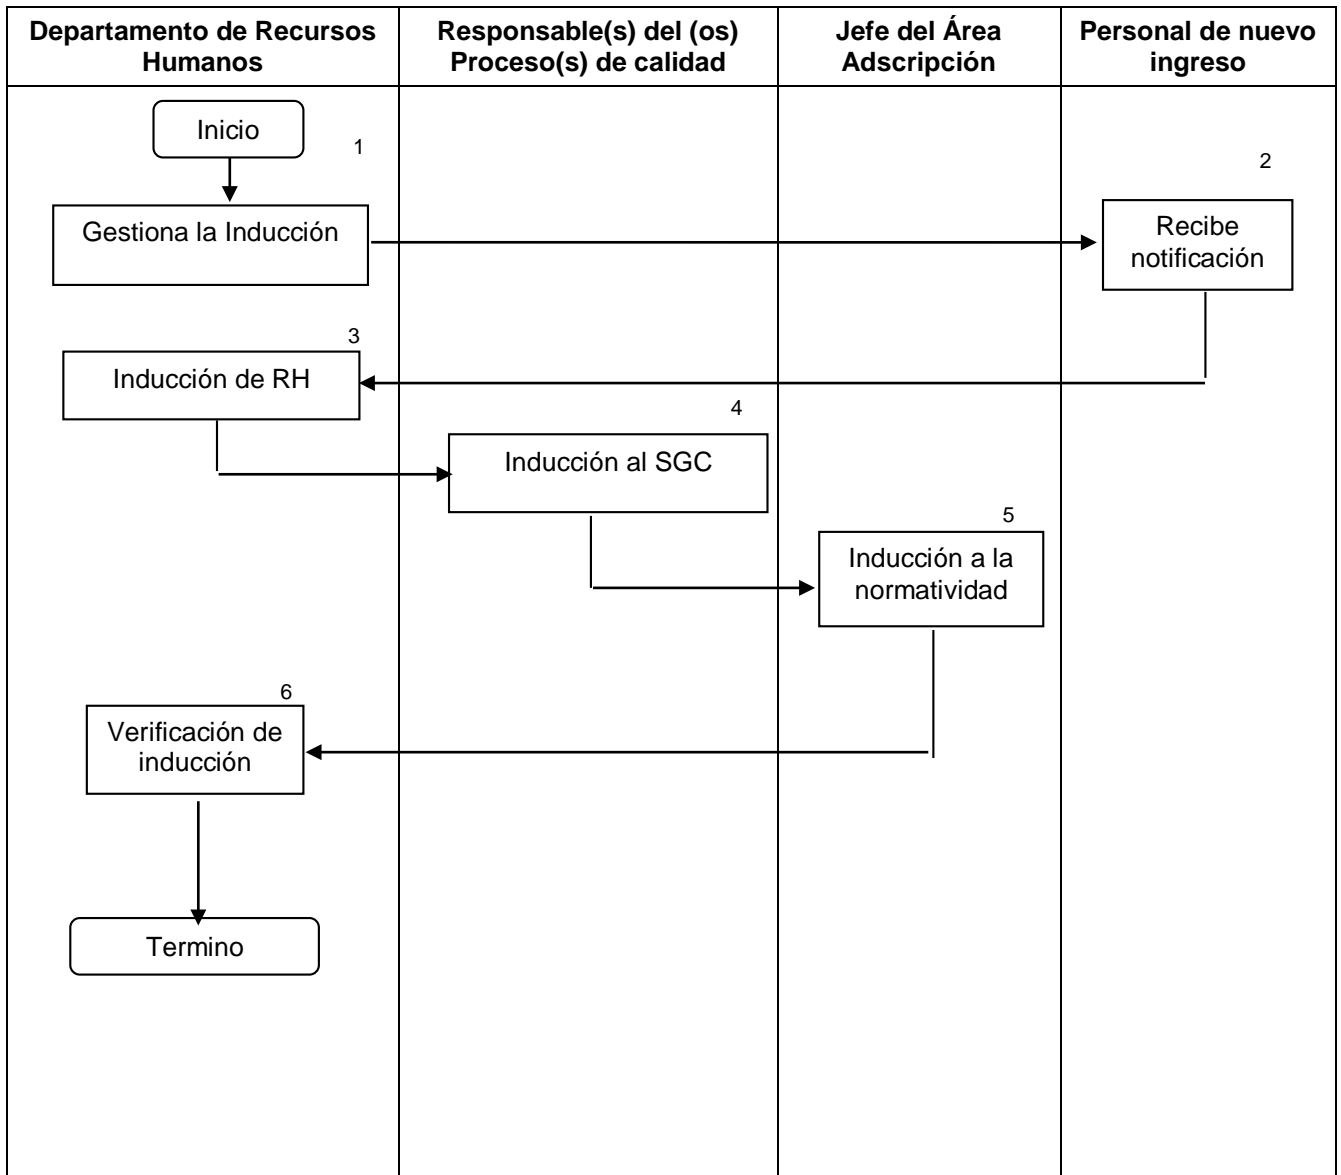 Departamento de Recursos
Humanos
Responsable(s) del (os)
Proceso(s) de calidad
Jefe del Área
Adscripción
Personal de nuevo
ingreso
Inicio
1
2
Gestiona la Inducción
Recibe
notificación
3
Inducción de RH
4
Inducción al SGC
5
Inducción a la
normatividad
6
Verificación de
inducción
Termino